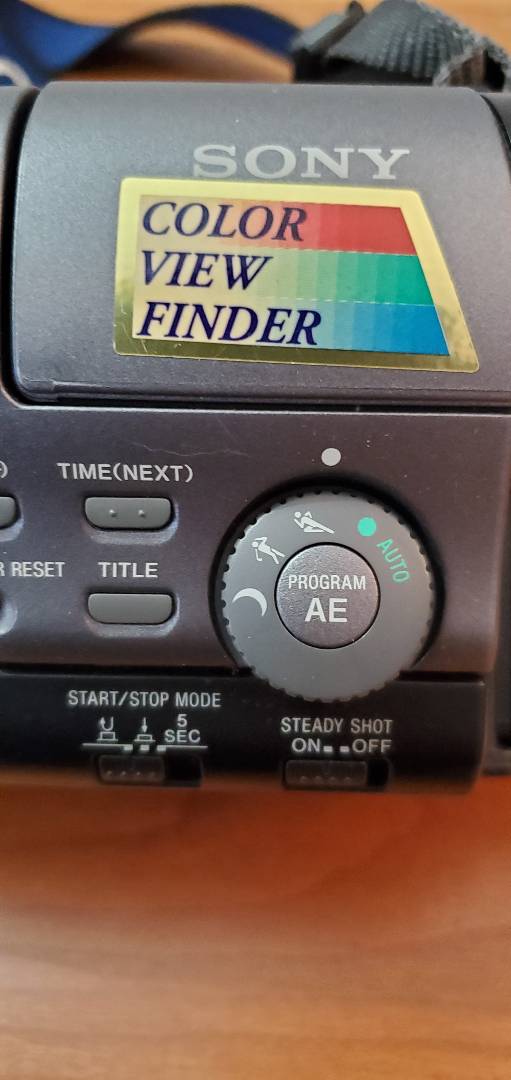 SONY
COLOR
VIEW
FINDER
TIME(NEXT)
AUTO
R RESET
TITLE
PROGRAM
AE
START/STOP MODE
5
SEC
STEADY SHOT
ON OFF